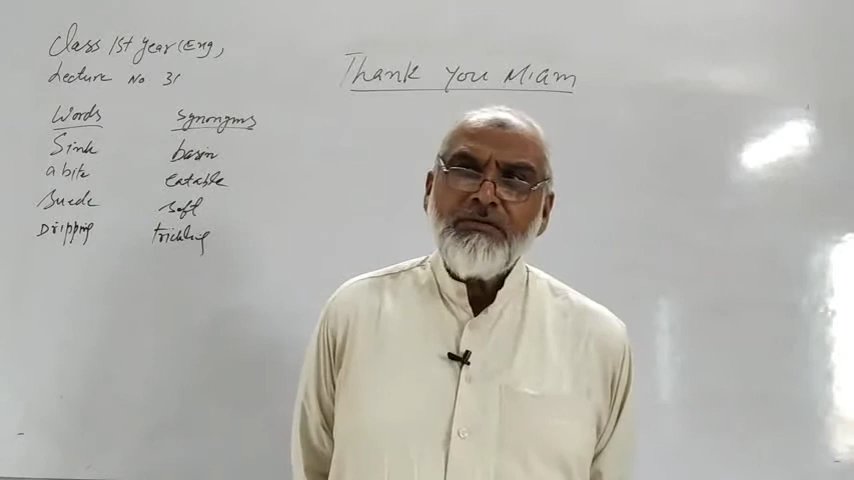 Class 1st year (Eng)
Lecture No 31
Thank You Miam
Words Synonyms
Sink basin
a bite eatable
Suede Soft
Dripping trickling